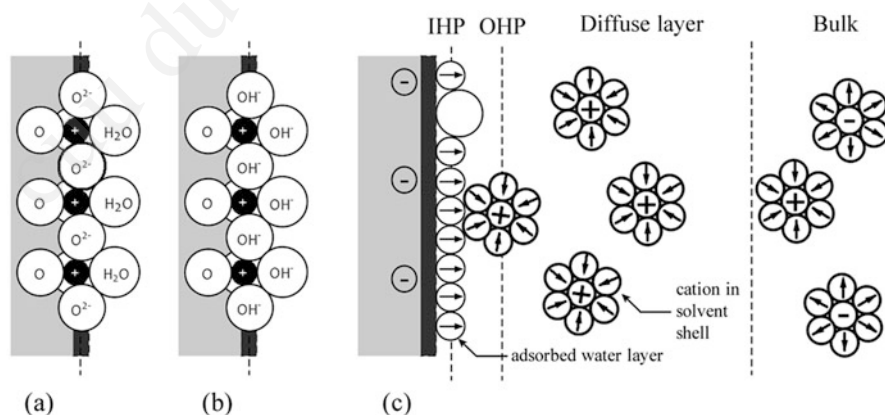 IHP OHP Diffuse layer Bulk
O²⁻ OH⁻
O + H₂O O + OH⁻
O²⁻ OH⁻
O + H₂O O + OH⁻
O²⁻ OH⁻
O + H₂O O + OH⁻
O²⁻ OH⁻
cation in
solvent
shell
adsorbed water layer
(a) (b) (c)